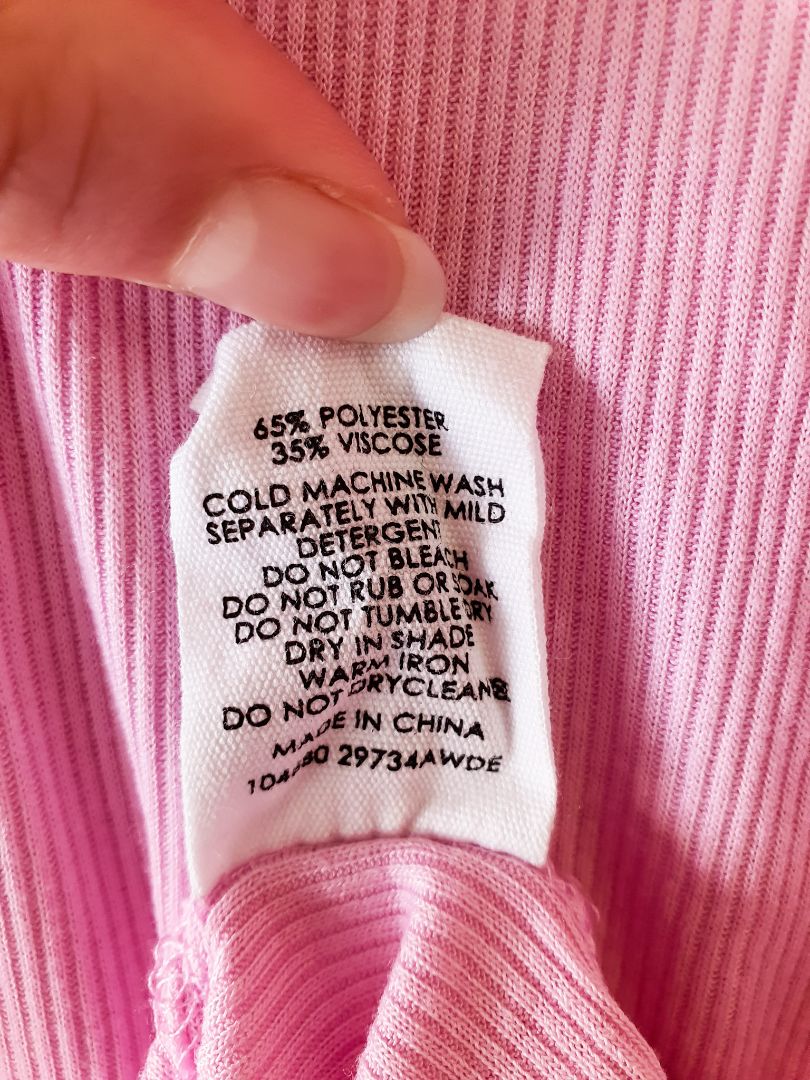 65% POLYESTER
35% VISCOSE
COLD MACHINE WASH
SEPARATELY WITH MILD
DETERGENT
DO NOT BLEACH
DO NOT RUB OR SOAK
DO NOT TUMBLE DRY
DRY IN SHADE
WARM IRON
DO NOT DRYCLEAN
MADE IN CHINA
29734AWDE